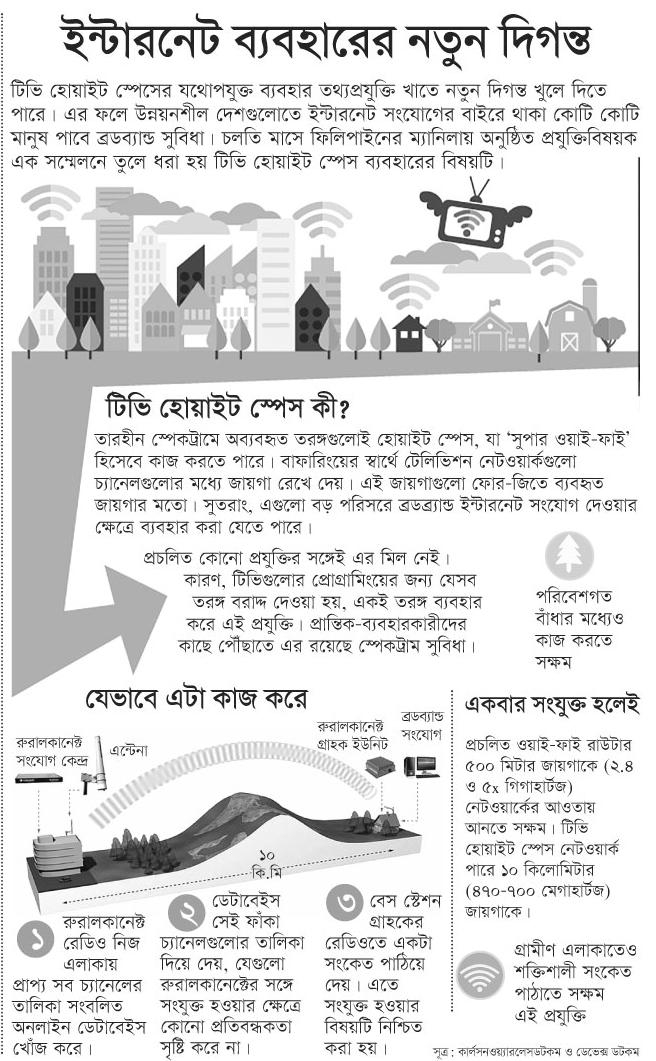 ইন্টারনেট ব্যবহারের নতুন দিগন্ত
টিভি হোয়াইট স্পেসের যথোপযুক্ত ব্যবহার তথ্যপ্রযুক্তি খাতে নতুন দিগন্ত খুলে দিতে
পারে। এর ফলে উন্নয়নশীল দেশগুলোতে ইন্টারনেট সংযোগের বাইরে থাকা কোটি কোটি
মানুষ পাবে ব্রডব্যান্ড সুবিধা। চলতি মাসে ফিলিপাইনের ম্যানিলায় অনুষ্ঠিত প্রযুক্তিবিষয়ক
এক সম্মেলনে তুলে ধরা হয় টিভি হোয়াইট স্পেস ব্যবহারের বিষয়টি।
টিভি হোয়াইট স্পেস কী?
তারহীন স্পেকট্রামে অব্যবহৃত তরঙ্গগুলোই হোয়াইট স্পেস, যা ‘সুপার ওয়াই-ফাই’
হিসেবে কাজ করতে পারে। বাফারিংয়ের স্বার্থে টেলিভিশন নেটওয়ার্কগুলো
চ্যানেলগুলোর মধ্যে জায়গা রেখে দেয়। এই জায়গাগুলো ফোর-জিতে ব্যবহৃত
জায়গার মতো। সুতরাং, এগুলো বড় পরিসরে ব্রডব্র্যান্ড ইন্টারনেট সংযোগ দেওয়ার
ক্ষেত্রে ব্যবহার করা যেতে পারে।
প্রচলিত কোনো প্রযুক্তির সঙ্গেই এর মিল নেই।
কারণ, টিভিগুলোর প্রোগ্রামিংয়ের জন্য যেসব
তরঙ্গ বরাদ্দ দেওয়া হয়, একই তরঙ্গ ব্যবহার
করে এই প্রযুক্তি। প্রান্তিক-ব্যবহারকারীদের
কাছে পৌঁছাতে এর রয়েছে স্পেকট্রাম সুবিধা।
পরিবেশগত
বাঁধার মধ্যেও
কাজ করতে
সক্ষম
যেভাবে এটা কাজ করে
রুরালকানেক্ট
সংযোগ কেন্দ্র
এন্টেনা
রুরালকানেক্ট
গ্রাহক ইউনিট
ব্রডব্যান্ড
সংযোগ
১০
কি.মি
১
রুরালকানেক্ট
রেডিও নিজ
এলাকায়
প্রাপ্য সব চ্যানেলের
তালিকা সংবলিত
অনলাইন ডেটাবেইস
খোঁজ করে।
২
ডেটাবেইস
সেই ফাঁকা
চ্যানেলগুলোর তালিকা
দিয়ে দেয়, যেগুলো
রুরালকানেক্টের সঙ্গে
সংযুক্ত হওয়ার ক্ষেত্রে
কোনো প্রতিবন্ধকতা
সৃষ্টি করে না।
৩
বেস স্টেশন
গ্রাহকের
রেডিওতে একটা
সংকেত পাঠিয়ে
দেয়। এতে
সংযুক্ত হওয়ার
বিষয়টি নিশ্চিত
করা হয়।
একবার সংযুক্ত হলেই
প্রচলিত ওয়াই-ফাই রাউটার
৫০০ মিটার জায়গাকে (২.৪
ও ৫x গিগাহার্টজ)
নেটওয়ার্কের আওতায়
আনতে সক্ষম। টিভি
হোয়াইট স্পেস নেটওয়ার্ক
পারে ১০ কিলোমিটার
(৪৭০-৭০০ মেগাহার্টজ)
জায়গাকে।
গ্রামীণ এলাকাতেও
শক্তিশালী সংকেত
পাঠাতে সক্ষম
এই প্রযুক্তি
সূত্র : কার্লসনওয়্যারলেসডটকম ও ডেভেক্স ডটকম